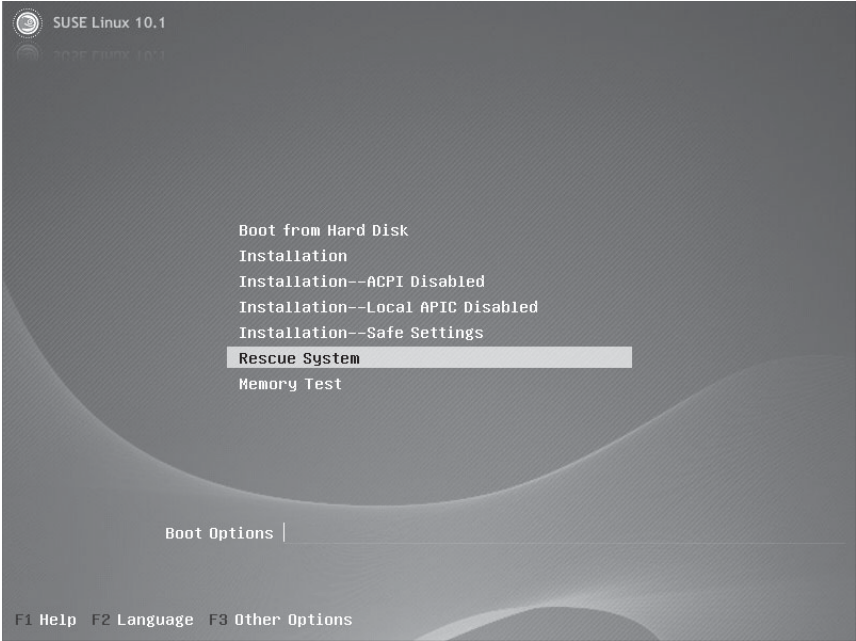 SUSE Linux 10.1
Boot from Hard Disk
Installation
Installation--ACPI Disabled
Installation--Local APIC Disabled
Installation--Safe Settings
Rescue System
Memory Test
Boot Options
F1 Help F2 Language F3 Other Options